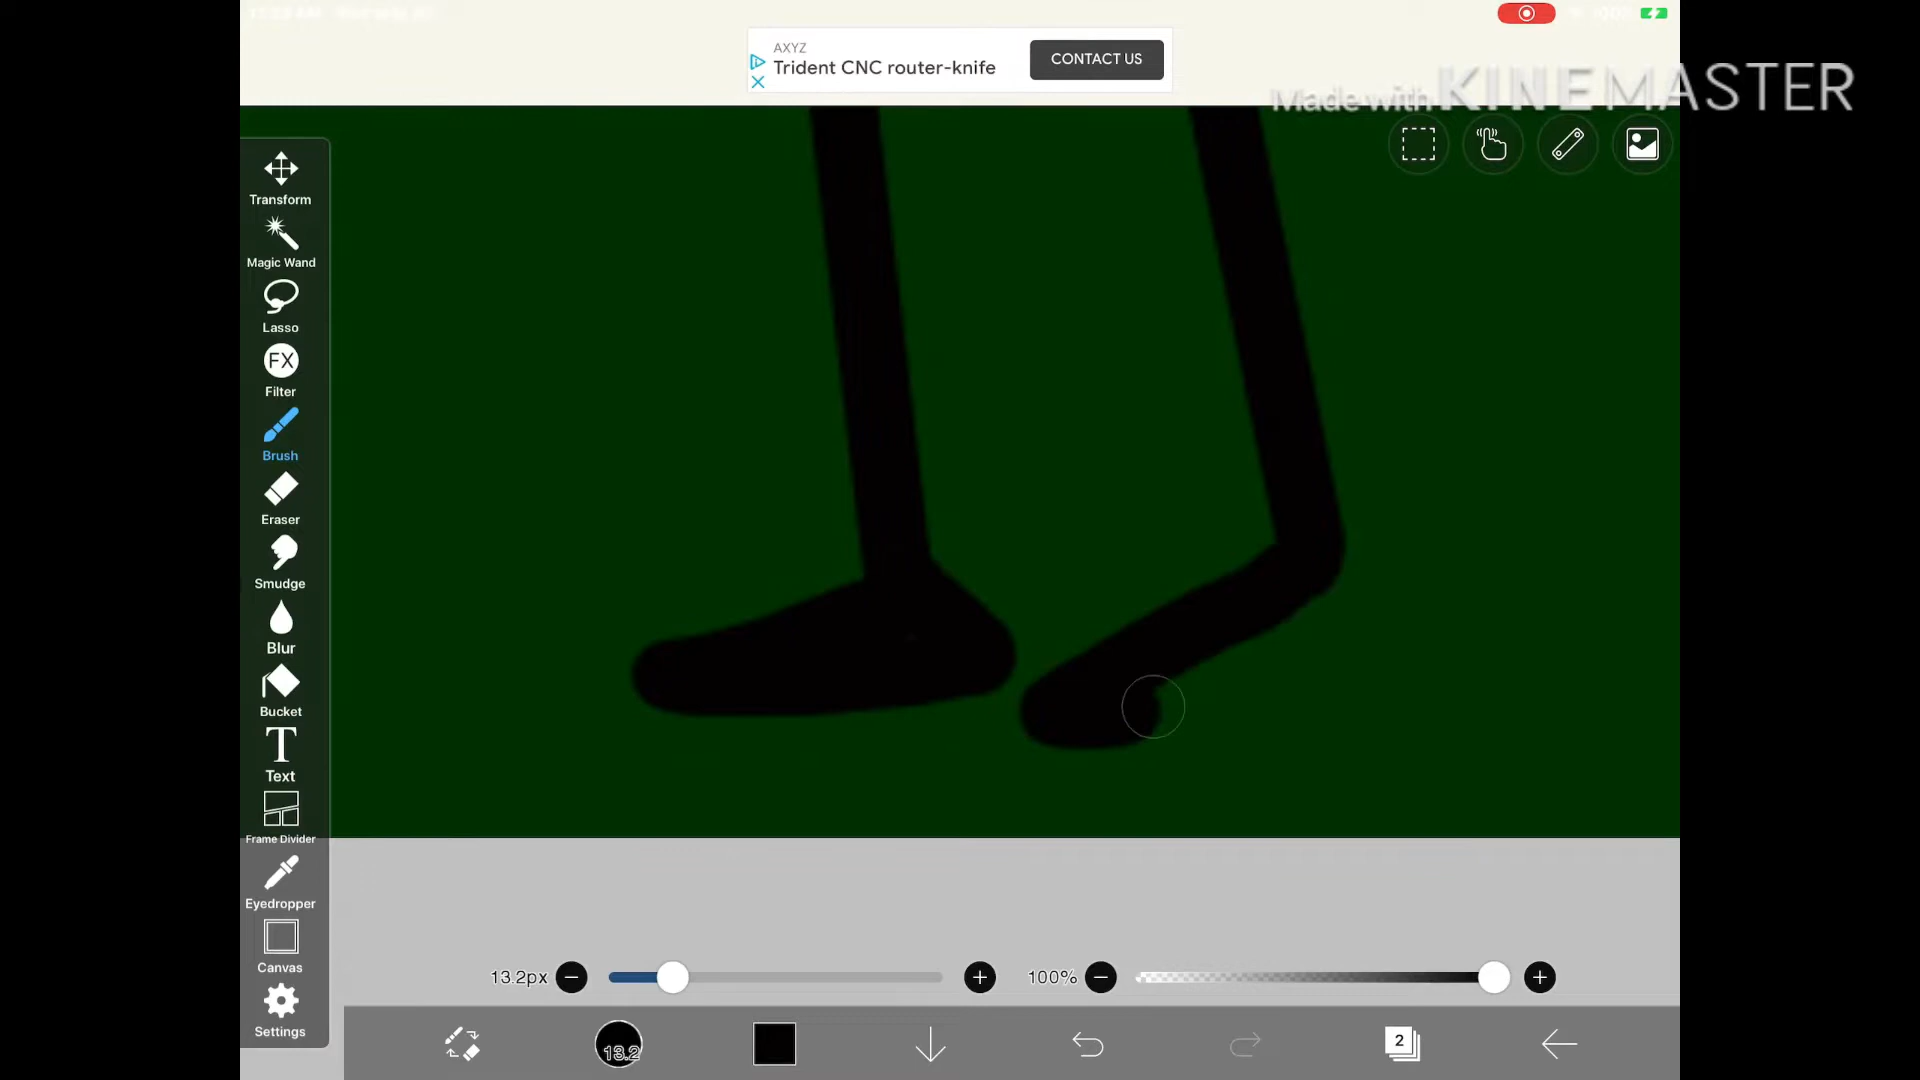 AXYZ
Trident CNC router-knife
CONTACT US
Made with KINEMASTER
Transform
Magic Wand
Lasso
FX
Filter
Brush
Eraser
Smudge
Blur
Bucket
T
Text
Frame Divider
Eyedropper
Canvas
Settings
13.2px
100%
13.2
2